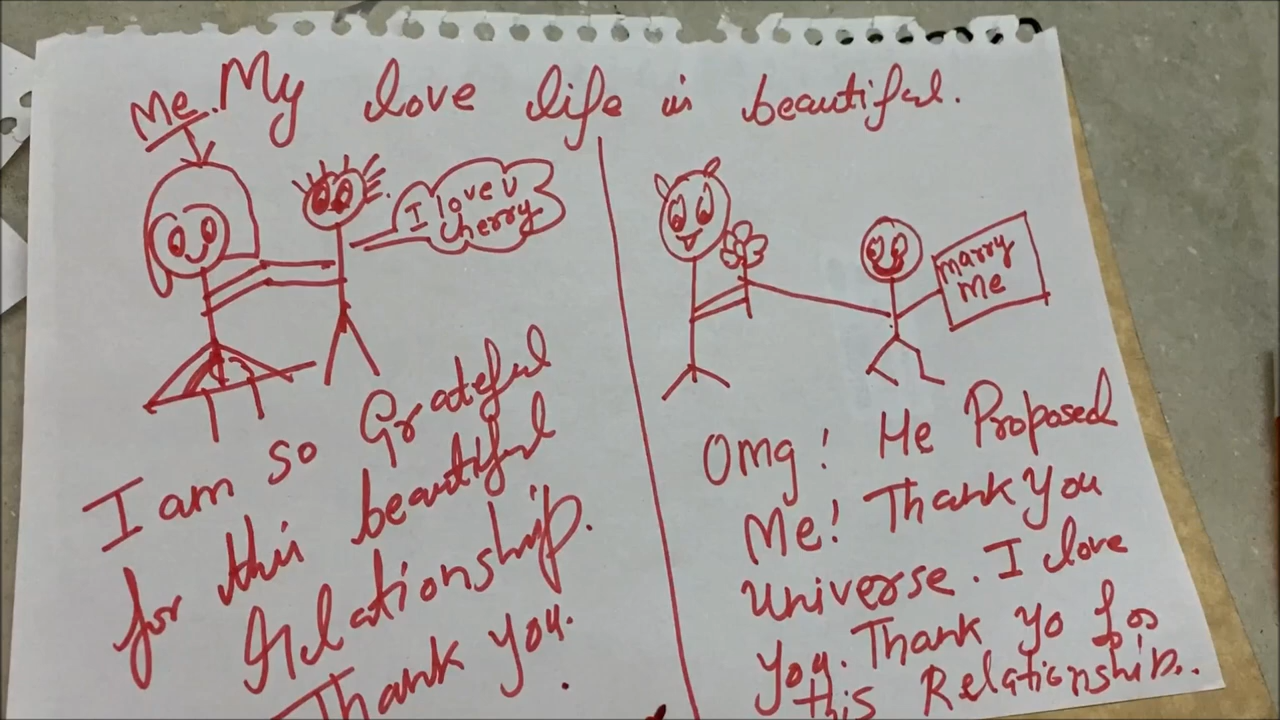 Me. My love life is beautiful.
I love U
cherry
I am so Grateful
for this beautiful
Relationship.
Thank you.
marry
Me
Omg! He Proposed
Me! Thank you
Universe. I love
you. Thank yo for
this Relationship..